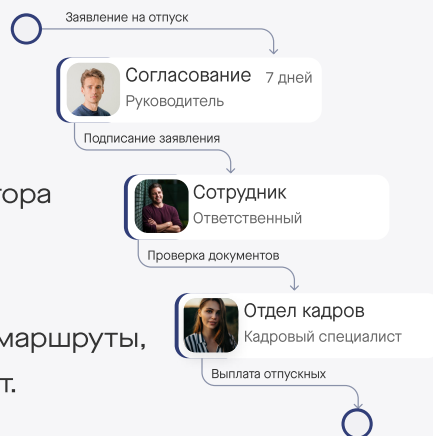 Заявление на отпуск
Согласование 7 дней
Руководитель
Подписание заявления
Сотрудник
Ответственный
Проверка документов
Отдел кадров
Кадровый специалист
Выплата отпускных
маршруты,